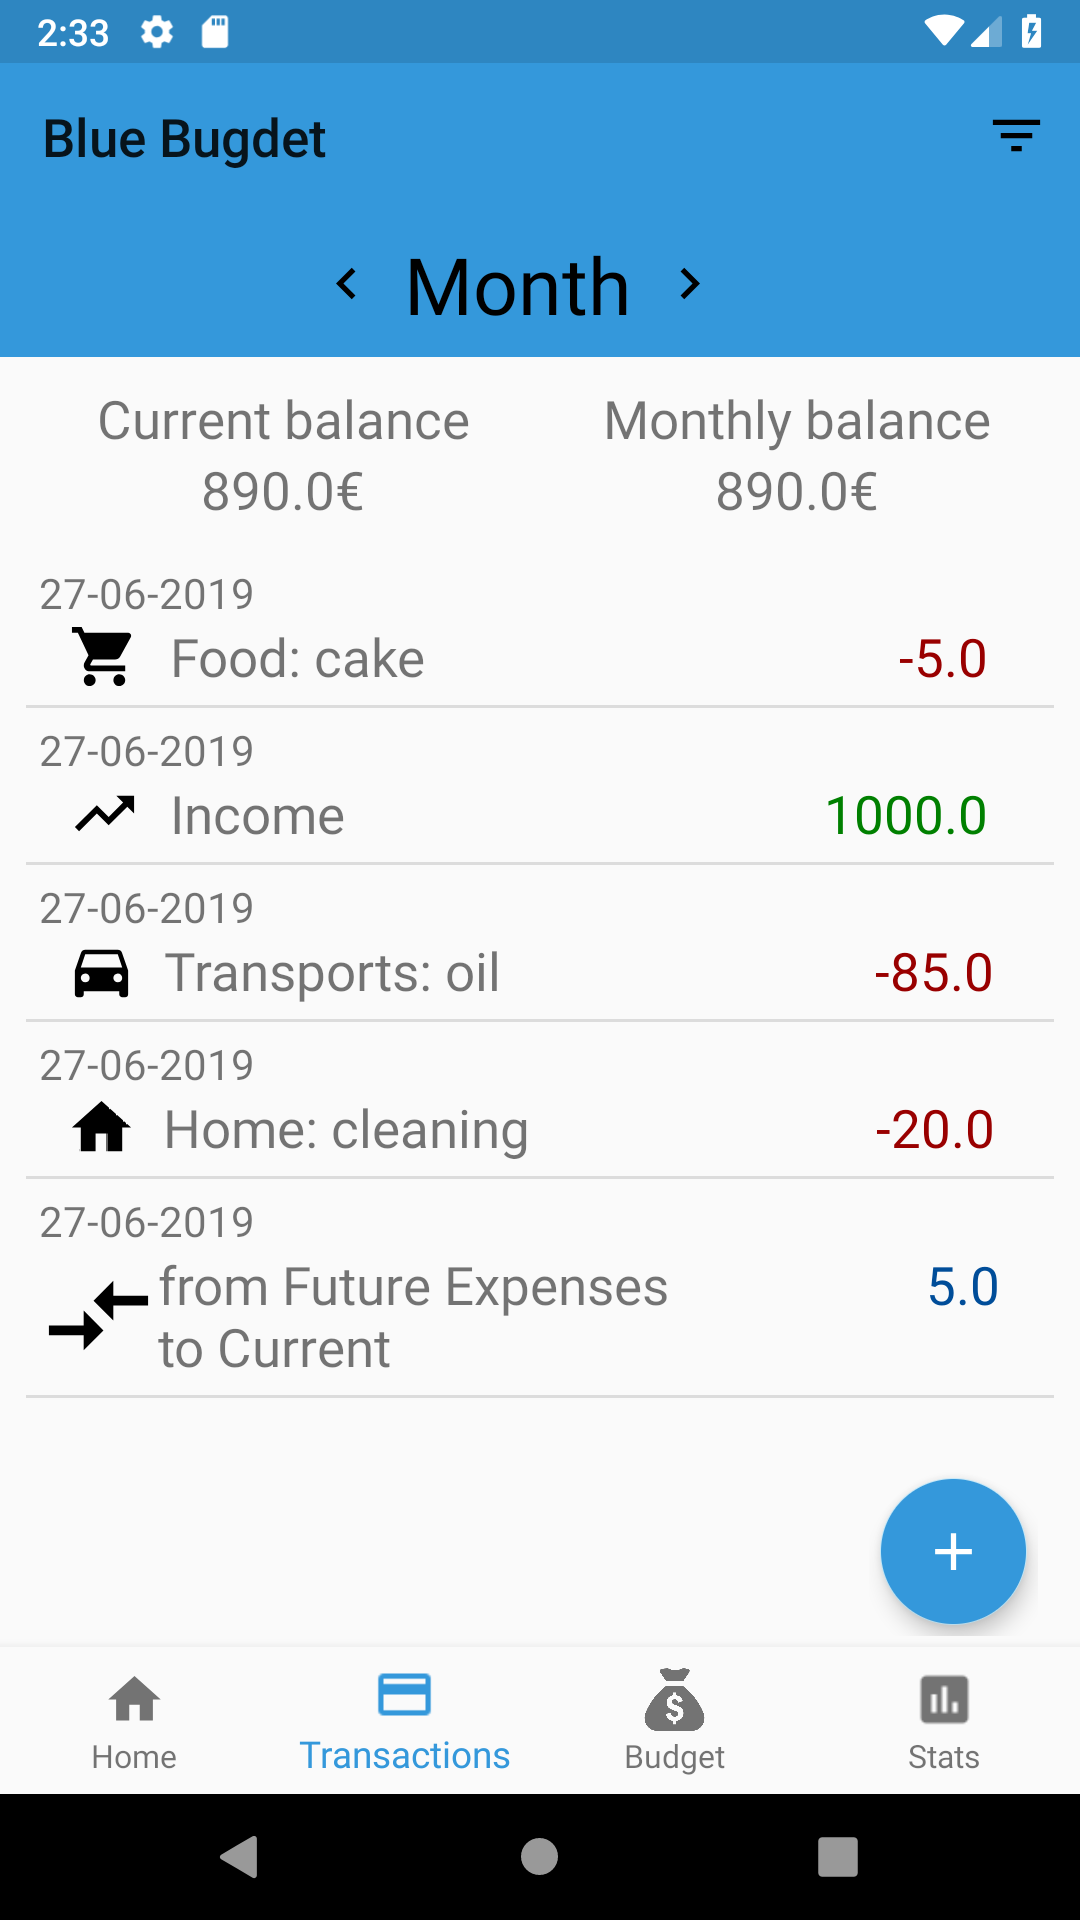 2:33
Blue Bugdet
Month
Current balance
890.0€
Monthly balance
890.0€
27-06-2019
Food: cake
-5.0
27-06-2019
Income
1000.0
27-06-2019
Transports: oil
-85.0
27-06-2019
Home: cleaning
-20.0
27-06-2019
from Future Expenses
to Current
5.0
+
Home
Transactions
Budget
Stats